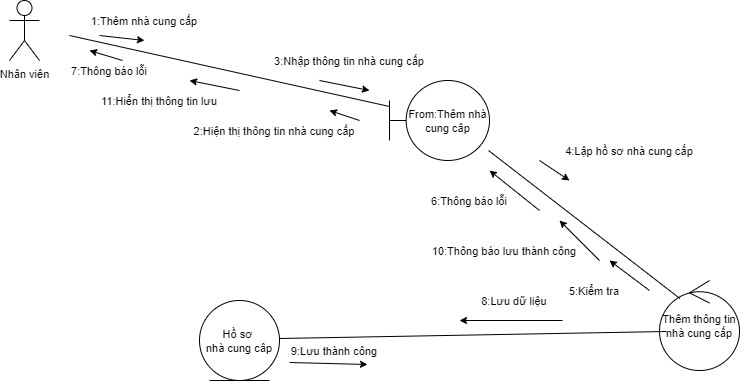 1:Thêm nhà cung cấp
Nhân viên
7:Thông báo lỗi
3:Nhập thông tin nhà cung cấp
11:Hiển thị thông tin lưu
2:Hiện thị thông tin nhà cung cấp
From:Thêm nhà
cung câp
4:Lập hồ sơ nhà cung cấp
6:Thông báo lỗi
10:Thông báo lưu thành công
5:Kiểm tra
8:Lưu dữ liệu
Hồ sơ
nhà cung câp
9:Lưu thành công
Thêm thông tin
nhà cung cấp